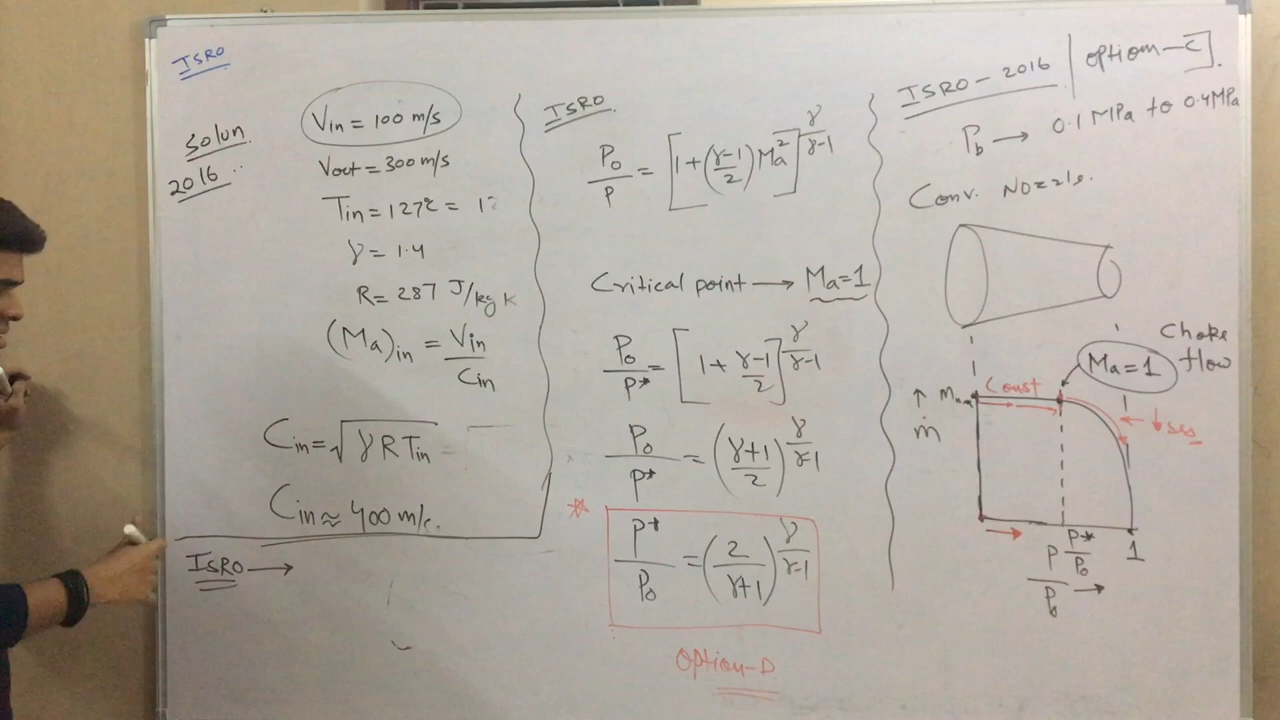 ISRO
Solun
2016
Vin = 100 m/s
Vout = 300 m/s
Tin = 127℃ =
γ = 1.4
R = 287 J/kg K
(Ma)in = Vin/Cin
Cin = √(γ R Tin) =
Cin ≈ 400 m/s.
ISRO →
ISRO
P0/P = [1 + (γ-1/2) Ma²]^(γ/γ-1)
Critical point → Ma = 1
P0/P* = [1 + γ-1/2]^(γ/γ-1)
P0/P* = (γ+1/2)^(γ/γ-1)
P*/P0 = (2/γ+1)^(γ/γ-1)
Option-D
ISRO - 2016 | Option-C].
Pb → 0.1 MPa to 0.4 MPa
Conv. Nozzle.
Choke
flow
Ma = 1
Const
↑
ṁ
↓ ses
P*/P0
1
→